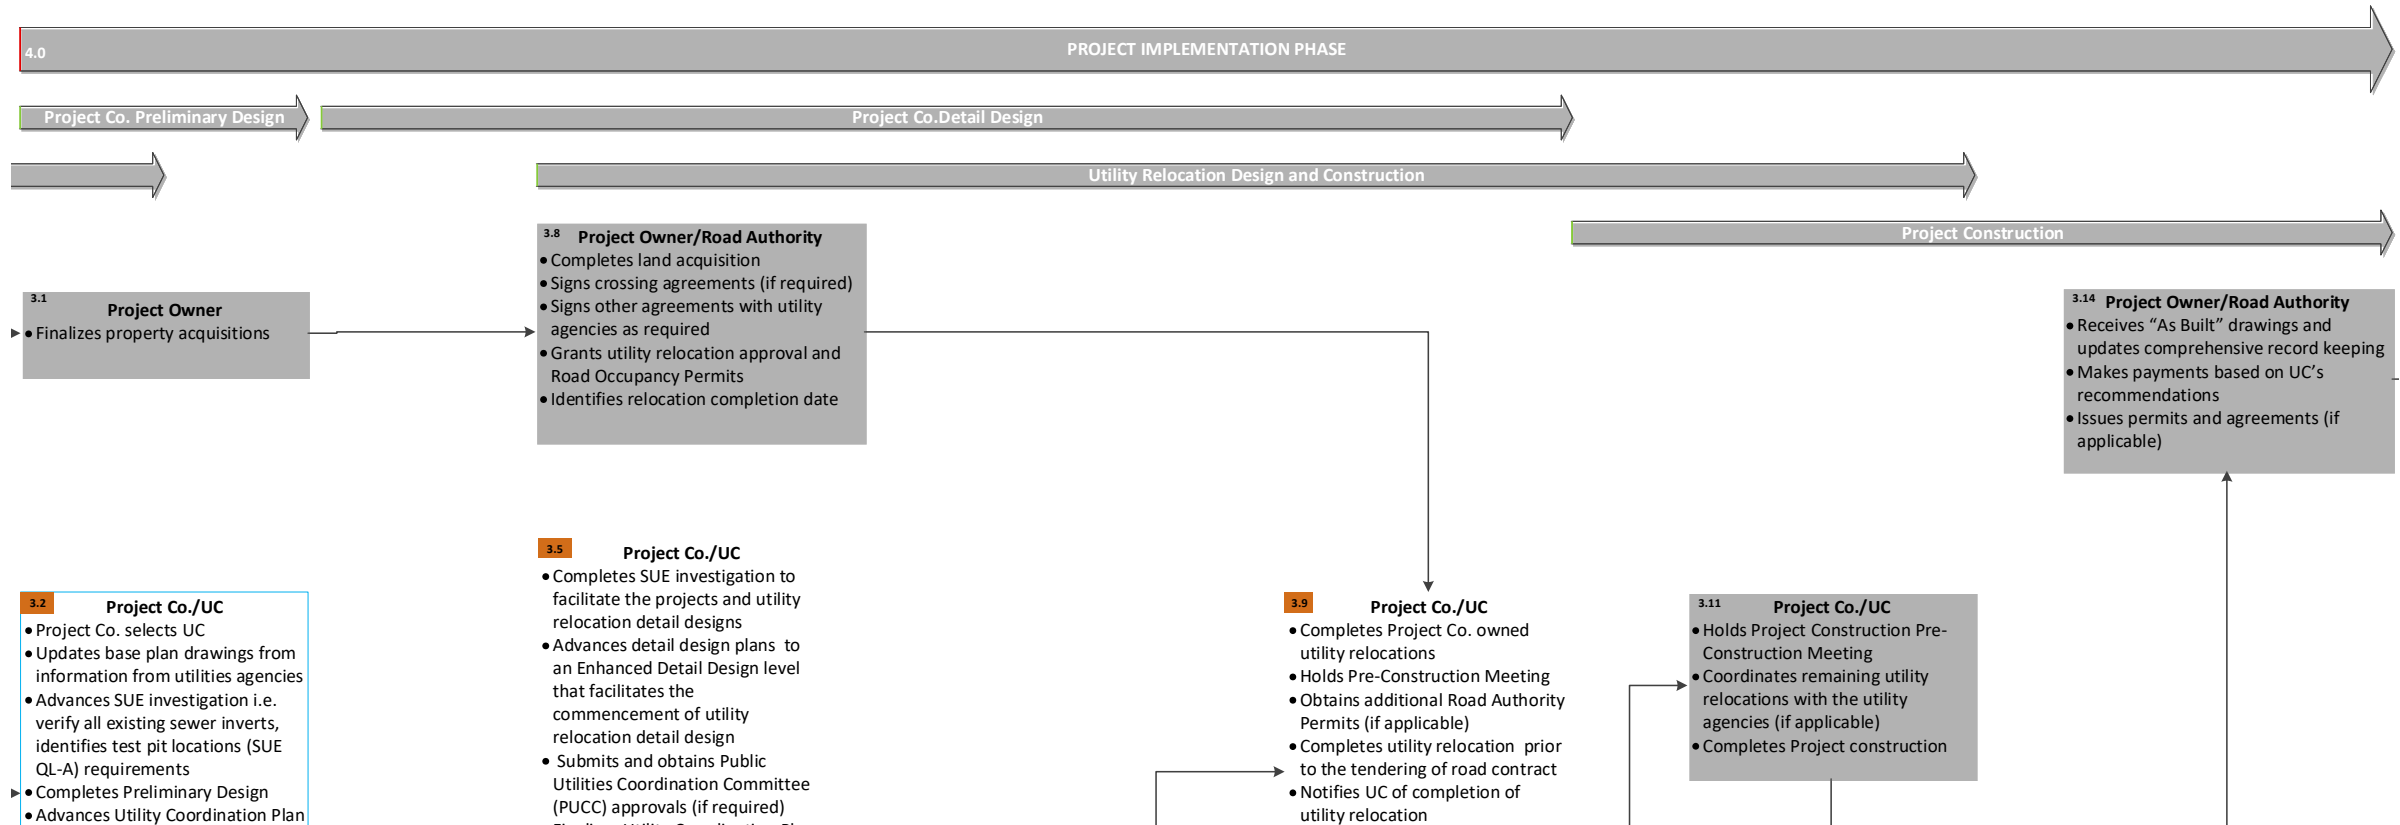 4.0
PROJECT IMPLEMENTATION PHASE
Project Co. Preliminary Design
Project Co.Detail Design
Utility Relocation Design and Construction
Project Construction
3.1
Project Owner
• Finalizes property acquisitions
3.8 Project Owner/Road Authority
• Completes land acquisition
• Signs crossing agreements (if required)
• Signs other agreements with utility
agencies as required
• Grants utility relocation approval and
Road Occupancy Permits
• Identifies relocation completion date
3.14 Project Owner/Road Authority
• Receives “As Built” drawings and
updates comprehensive record keeping
• Makes payments based on UC’s
recommendations
• Issues permits and agreements (if
applicable)
3.2 Project Co./UC
• Project Co. selects UC
• Updates base plan drawings from
information from utilities agencies
• Advances SUE investigation i.e.
verify all existing sewer inverts,
identifies test pit locations (SUE
QL-A) requirements
• Completes Preliminary Design
• Advances Utility Coordination Plan
3.5 Project Co./UC
• Completes SUE investigation to
facilitate the projects and utility
relocation detail designs
• Advances detail design plans to
an Enhanced Detail Design level
that facilitates the
commencement of utility
relocation detail design
• Submits and obtains Public
Utilities Coordination Committee
(PUCC) approvals (if required)
3.9 Project Co./UC
• Completes Project Co. owned
utility relocations
• Holds Pre-Construction Meeting
• Obtains additional Road Authority
Permits (if applicable)
• Completes utility relocation prior
to the tendering of road contract
• Notifies UC of completion of
utility relocation
3.11 Project Co./UC
• Holds Project Construction Pre-
Construction Meeting
• Coordinates remaining utility
relocations with the utility
agencies (if applicable)
• Completes Project construction